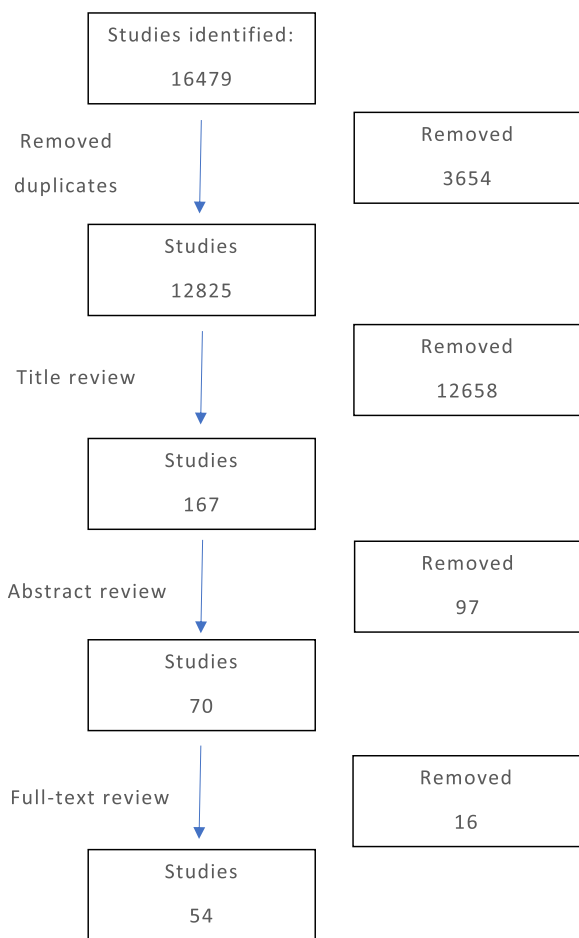 Studies identified:
16479
Removed
duplicates
Removed
3654
Studies
12825
Title review
Removed
12658
Studies
167
Abstract review
Removed
97
Studies
70
Full-text review
Removed
16
Studies
54